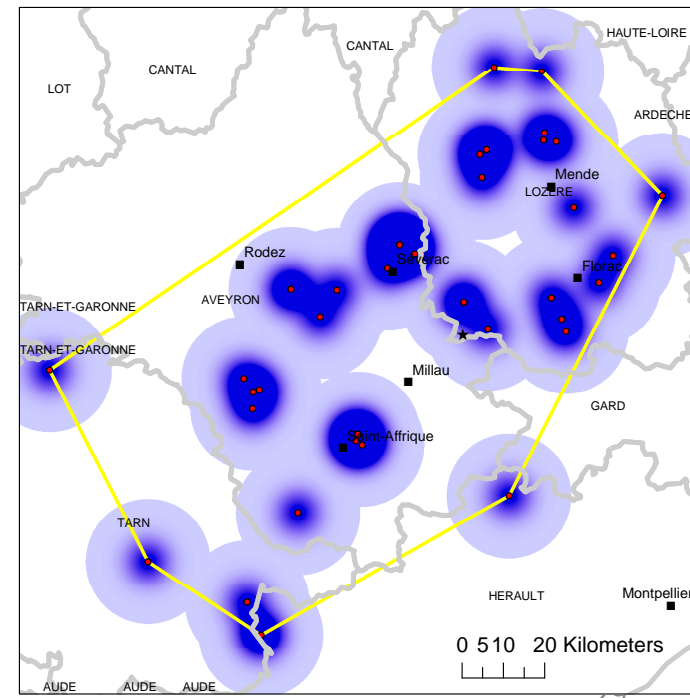 HAUTE-LOIRE
CANTAL
CANTAL
LOT
ARDECHE
Mende
LOZERE
Rodez
Severac
Florac
AVEYRON
TARN-ET-GARONNE
TARN-ET-GARONNE
Millau
GARD
Saint-Affrique
TARN
HERAULT
Montpellier
0 5 10 20 Kilometers
AUDE AUDE AUDE